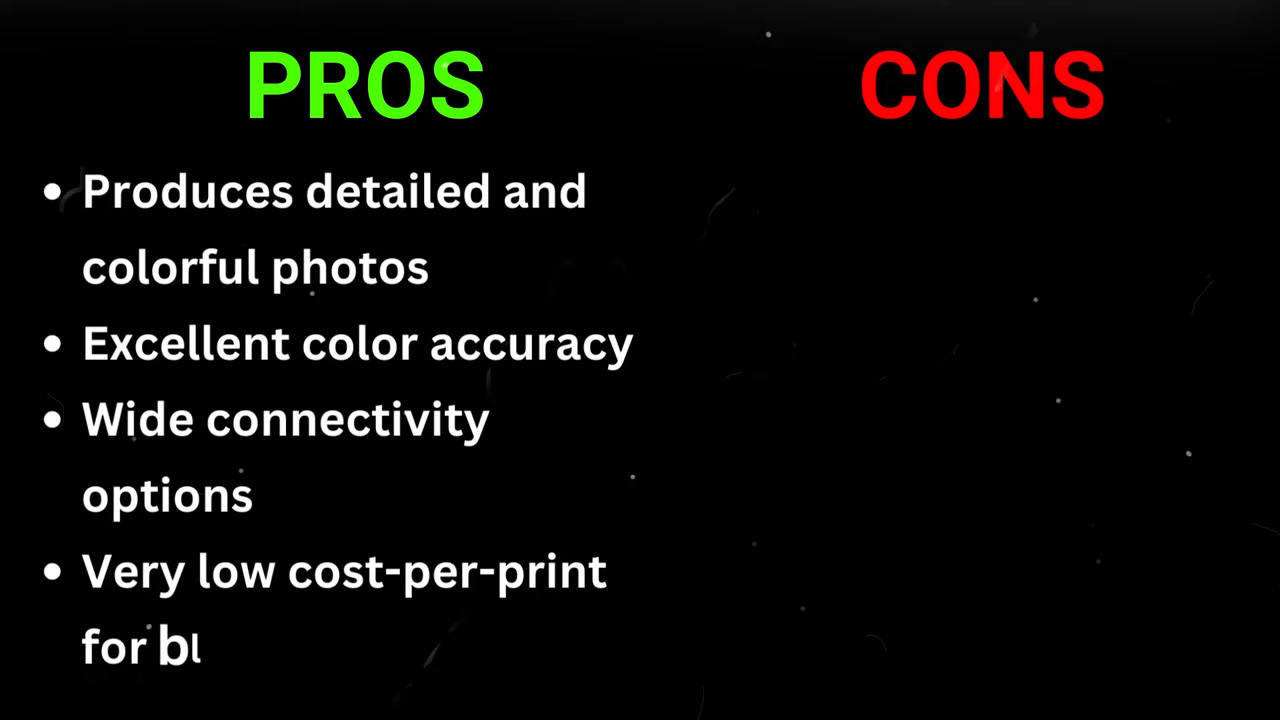 PROS
CONS
• Produces detailed and
colorful photos
• Excellent color accuracy
• Wide connectivity
options
• Very low cost-per-print
for bl